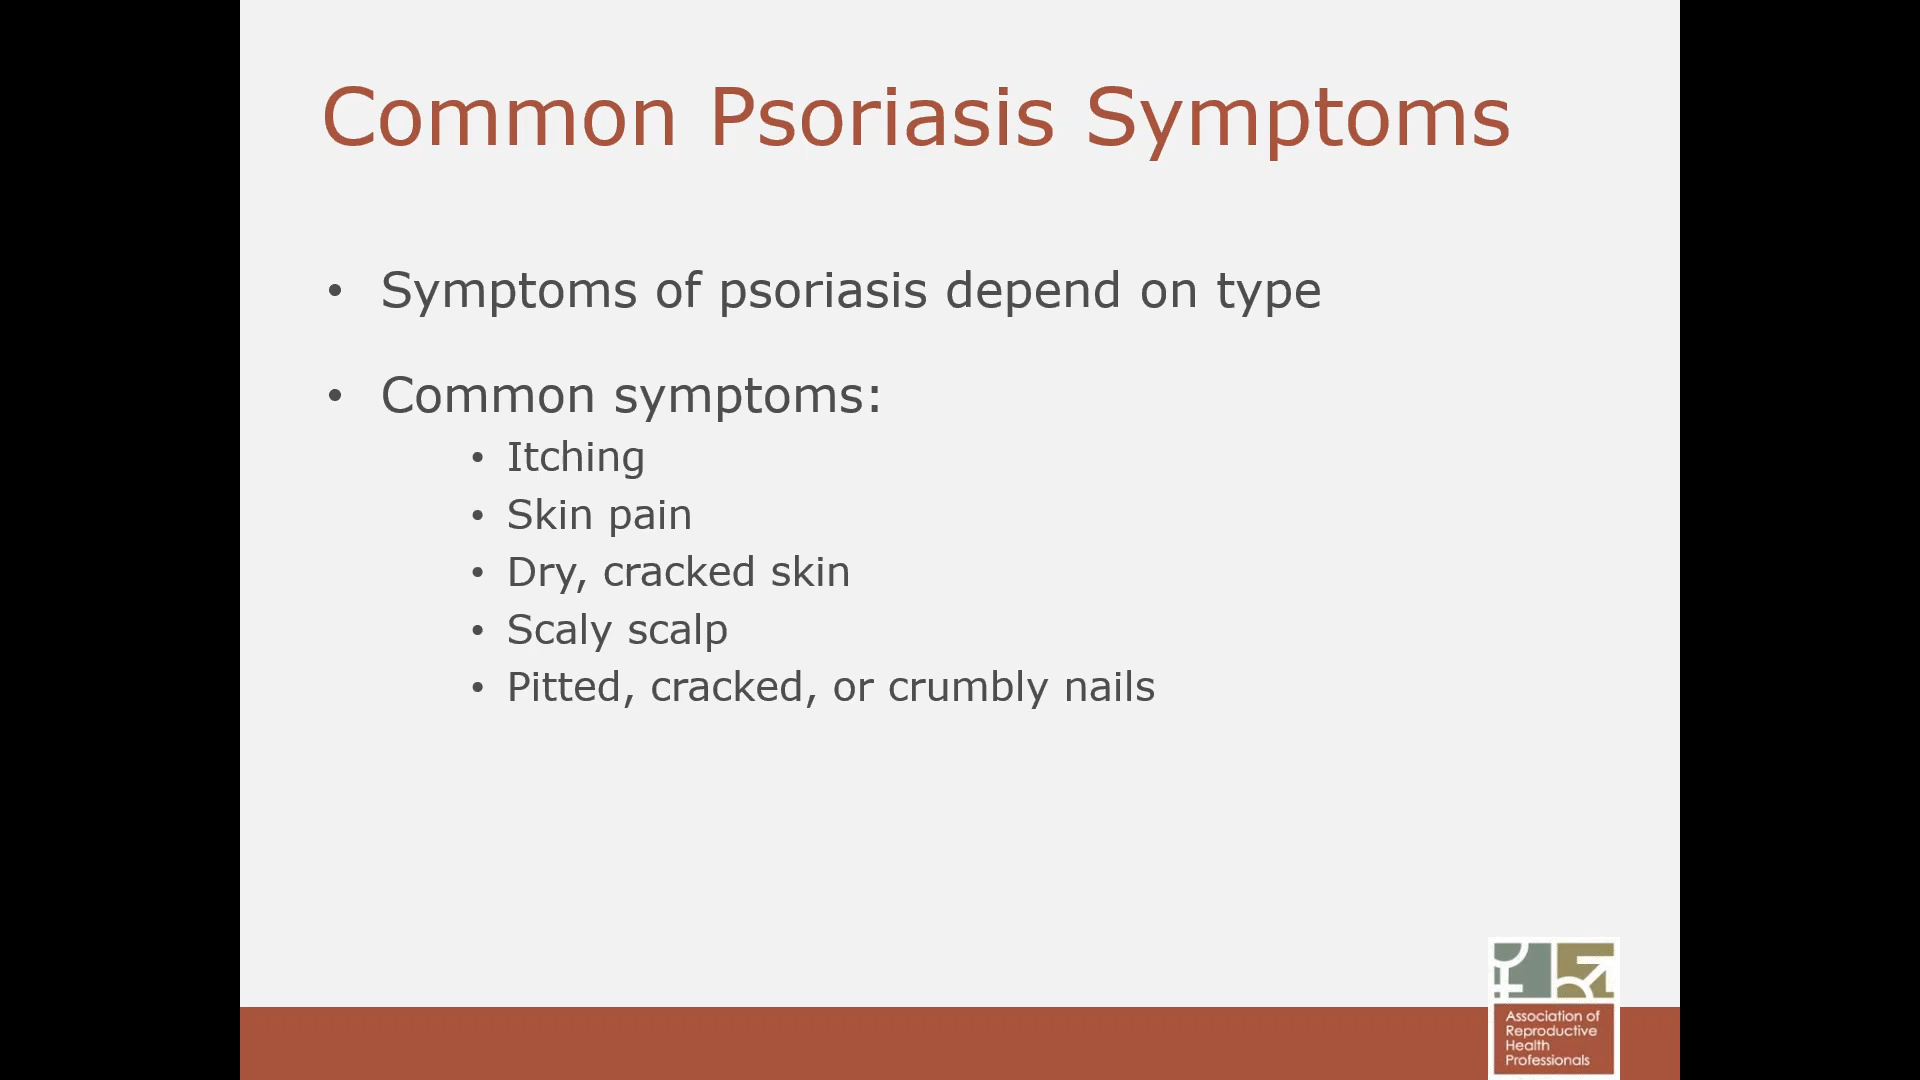 Common Psoriasis Symptoms
• Symptoms of psoriasis depend on type
• Common symptoms:
• Itching
• Skin pain
• Dry, cracked skin
• Scaly scalp
• Pitted, cracked, or crumbly nails
Association of
Reproductive
Health
Professionals